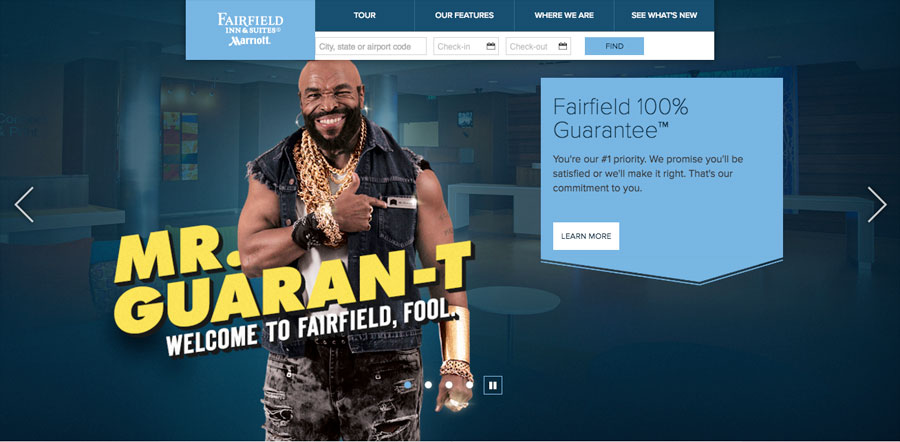 FAIRFIELD
INN & SUITES®
Marriott.
TOUR
OUR FEATURES
WHERE WE ARE
SEE WHAT'S NEW
City, state or airport code
Check-in
Check-out
FIND
Fairfield 100%
Guarantee™
You're our #1 priority. We promise you'll be
satisfied or we'll make it right. That's our
commitment to you.
LEARN MORE
MR.
GUARAN-T
WELCOME TO FAIRFIELD, FOOL.